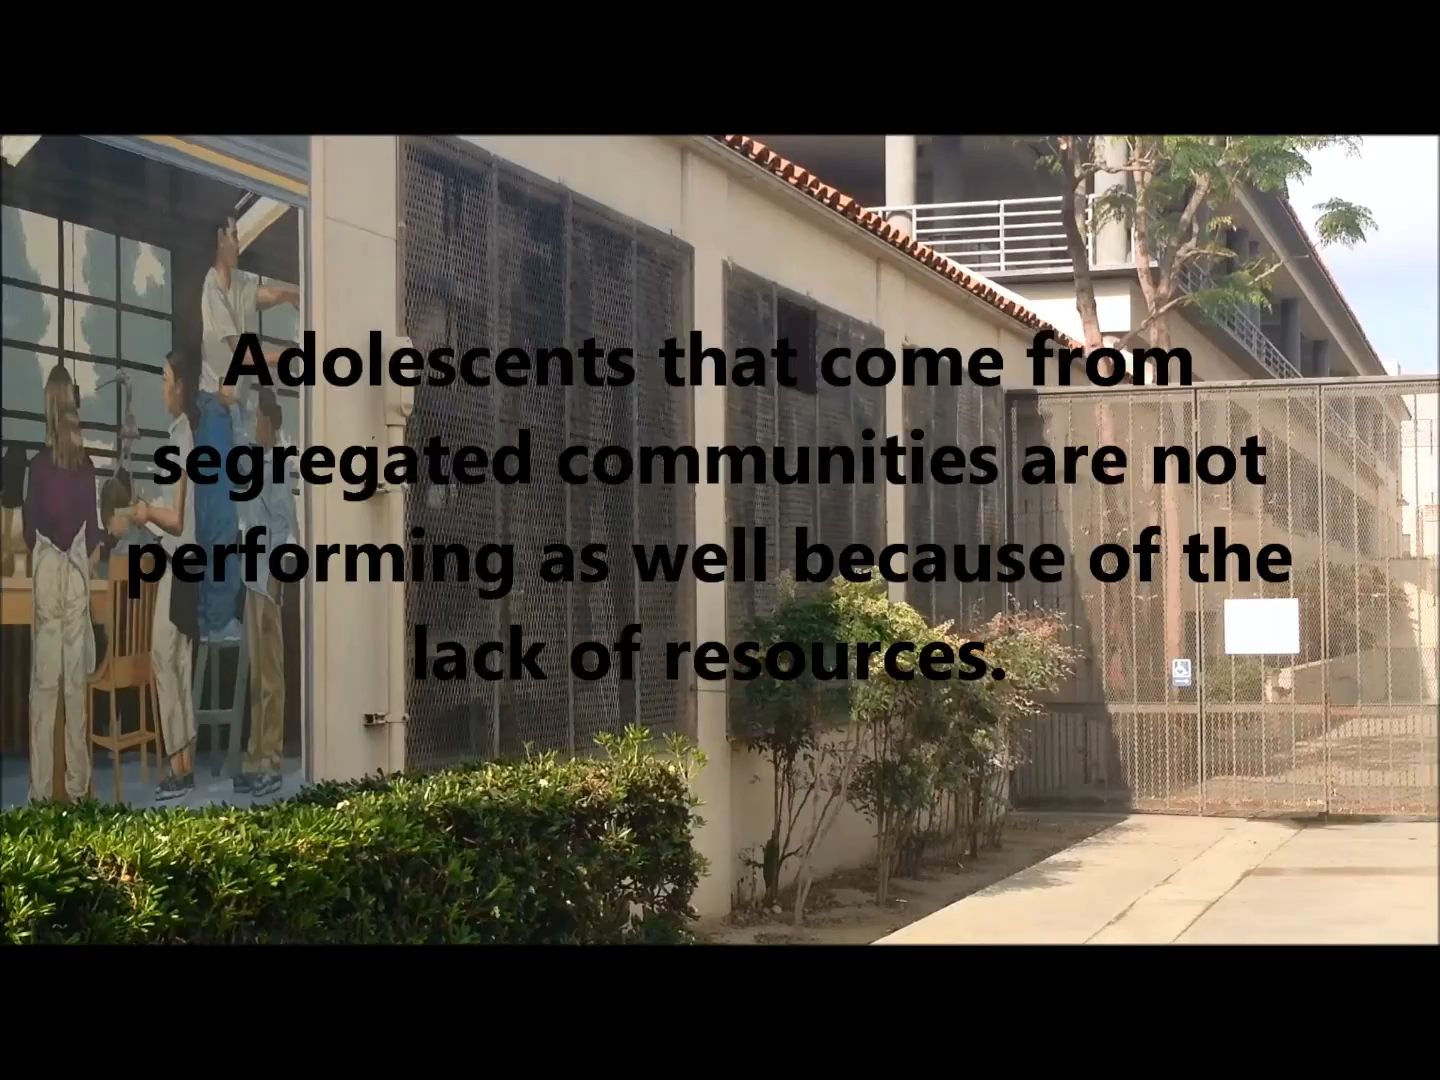 Adolescents that come from
segregated communities are not
performing as well because of the
lack of resources.